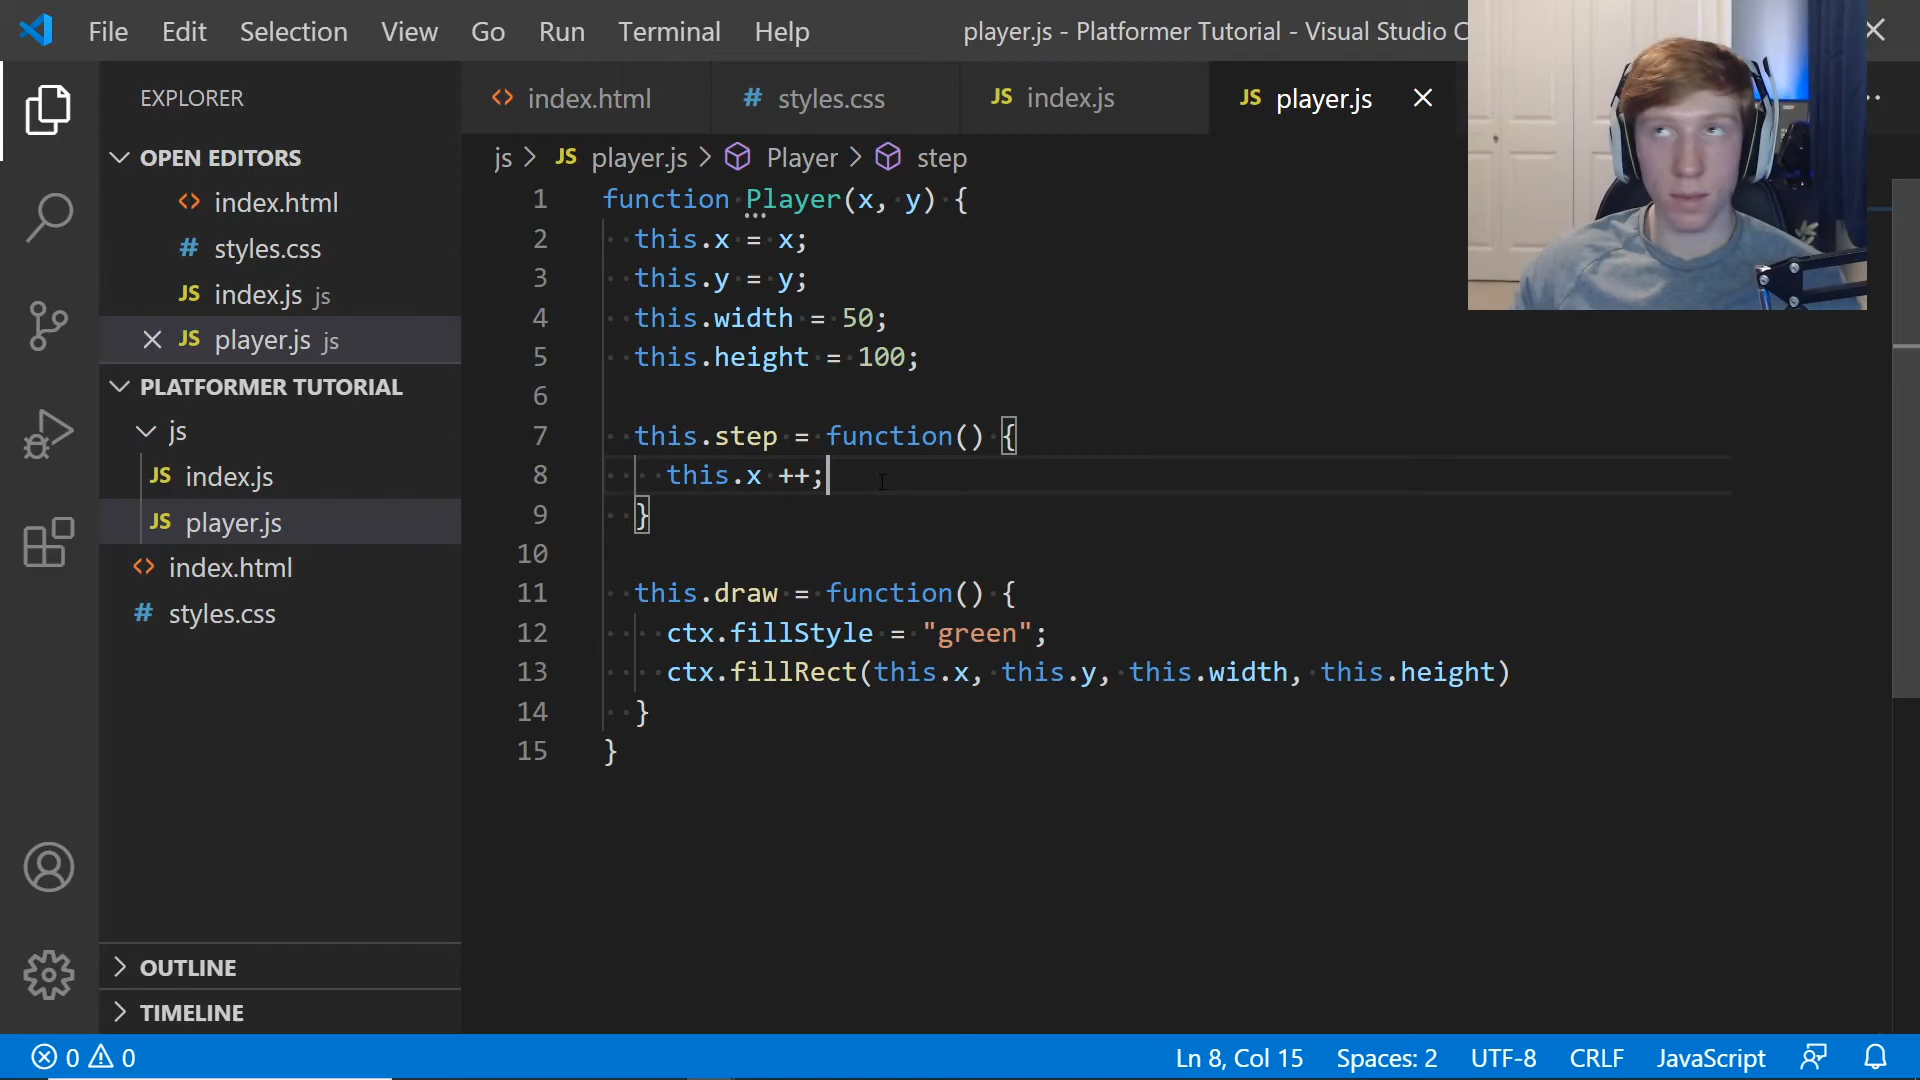 File Edit Selection View Go Run Terminal Help player.js - Platformer Tutorial - Visual Studio C
EXPLORER
OPEN EDITORS
index.html
styles.css
JS index.js js
JS player.js js
PLATFORMER TUTORIAL
js
JS index.js
JS player.js
index.html
styles.css
OUTLINE
TIMELINE
<> index.html # styles.css JS index.js JS player.js
js > JS player.js > Player > step
1 function Player(x, y) {
2 this.x = x;
3 this.y = y;
4 this.width = 50;
5 this.height = 100;
6
7 this.step = function() {
8 this.x ++;
9 }
10
11 this.draw = function() {
12 ctx.fillStyle = "green";
13 ctx.fillRect(this.x, this.y, this.width, this.height)
14 }
15 }
0 0 Ln 8, Col 15 Spaces: 2 UTF-8 CRLF JavaScript